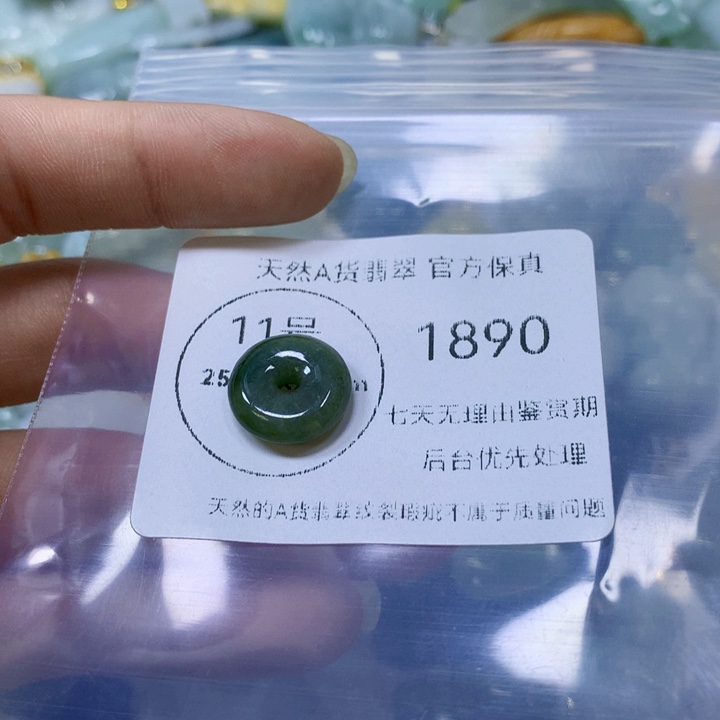 天然A货翡翠 官方保真
11号
1890
25
m
七天无理由鉴赏期
后台优先处理
天然的A货翡翠纹裂瑕疵不属于质量问题